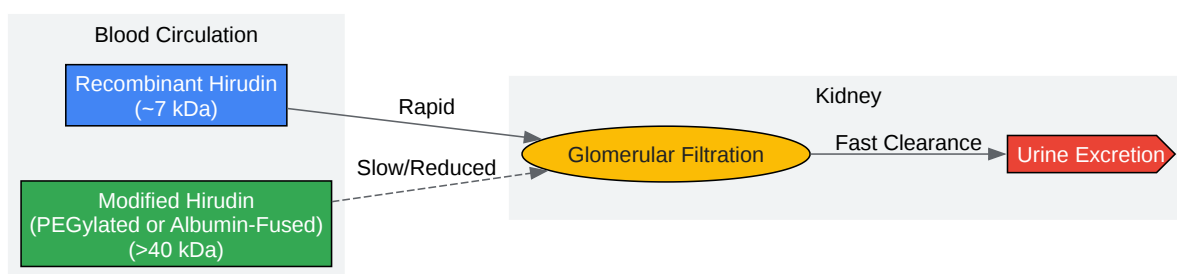 Blood Circulation
Recombinant Hirudin
(~7 kDa)
Rapid
Kidney
Glomerular Filtration
Fast Clearance
Urine Excretion
Slow/Reduced
Modified Hirudin
(PEGylated or Albumin-Fused)
(>40 kDa)